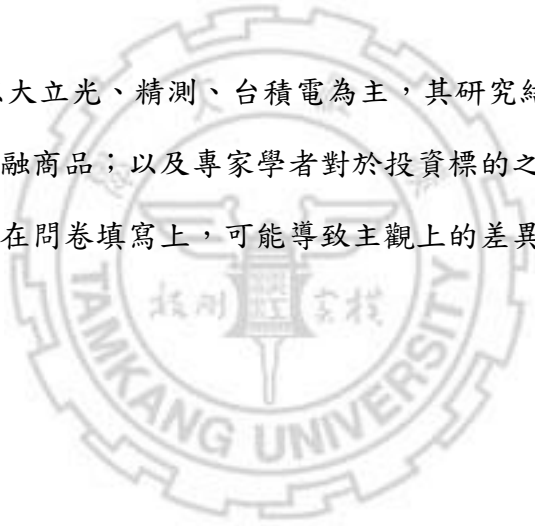 大立光、精測、台積電為主，其研究結
融商品；以及專家學者對於投資標的之
在問卷填寫上，可能導致主觀上的差異
TAMKANG UNIVERSITY